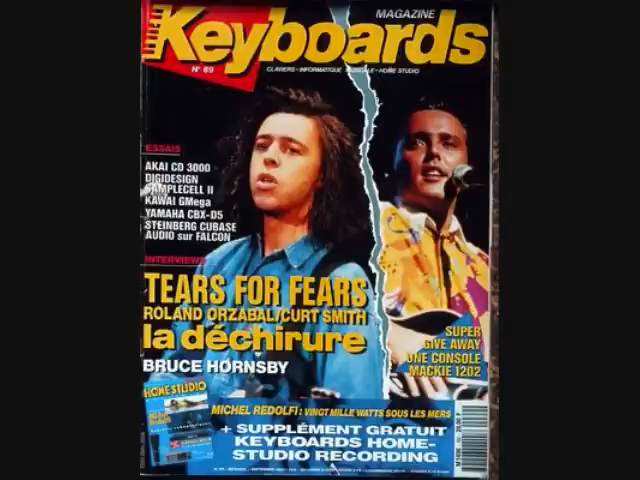 Keyboards
MAGAZINE
N° 69
CLAVIERS - INFORMATIQUE MUSICALE - HOME STUDIO
ESSAIS
AKAI CD 3000
DIGIDESIGN
SAMPLECELL II
KAWAI GMega
YAMAHA CBX-D5
STEINBERG CUBASE
AUDIO sur FALCON
INTERVIEWS
TEARS FOR FEARS
ROLAND ORZABAL/CURT SMITH
la déchirure
BRUCE HORNSBY
SUPER
GIVE AWAY
UNE CONSOLE
MACKIE 1202
HOME STUDIO
MICHEL REDOLFI : VINGT MILLE WATTS SOUS LES MERS
+ SUPPLÉMENT GRATUIT
KEYBOARDS HOME-
STUDIO RECORDING